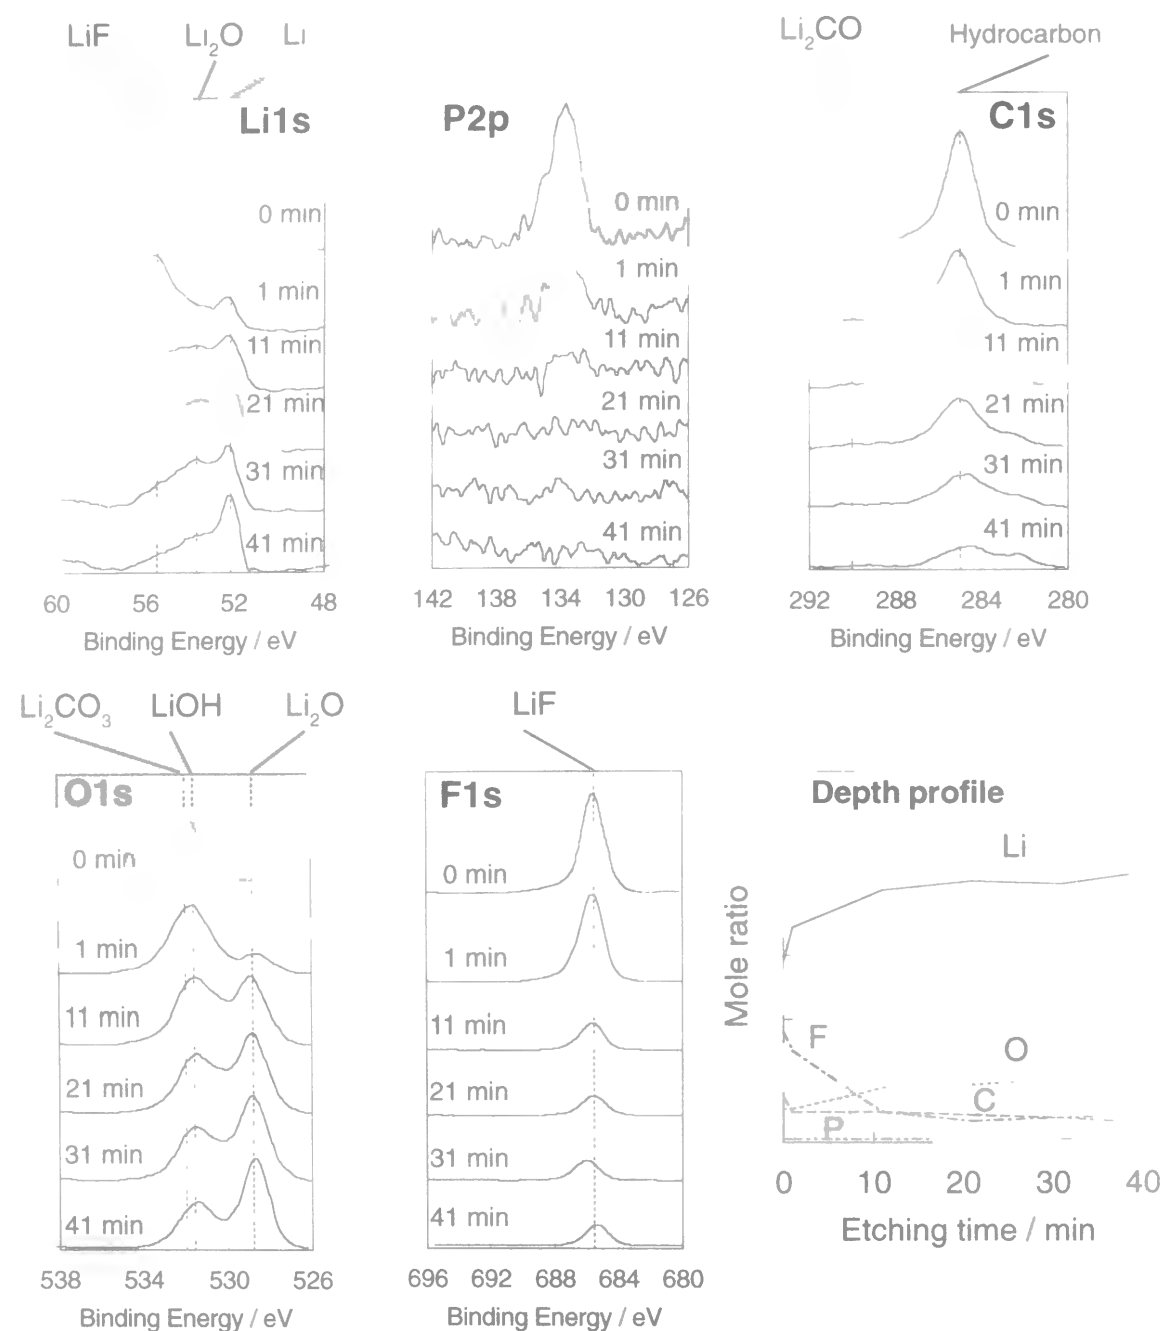 LiF Li₂O Li
Li1s
0 min
1 min
11 min
21 min
31 min
41 min
60 56 52 48
Binding Energy / eV
P2p
0 min
1 min
11 min
21 min
31 min
41 min
142 138 134 130 126
Binding Energy / eV
Li₂CO Hydrocarbon
C1s
0 min
1 min
11 min
21 min
31 min
41 min
292 288 284 280
Binding Energy / eV
Li₂CO₃ LiOH Li₂O
O1s
0 min
1 min
11 min
21 min
31 min
41 min
538 534 530 526
Binding Energy / eV
LiF
F1s
0 min
1 min
11 min
21 min
31 min
41 min
696 692 688 684 680
Binding Energy / eV
Depth profile
Li
Mole ratio
F
O
C
P
0 10 20 30 40
Etching time / min